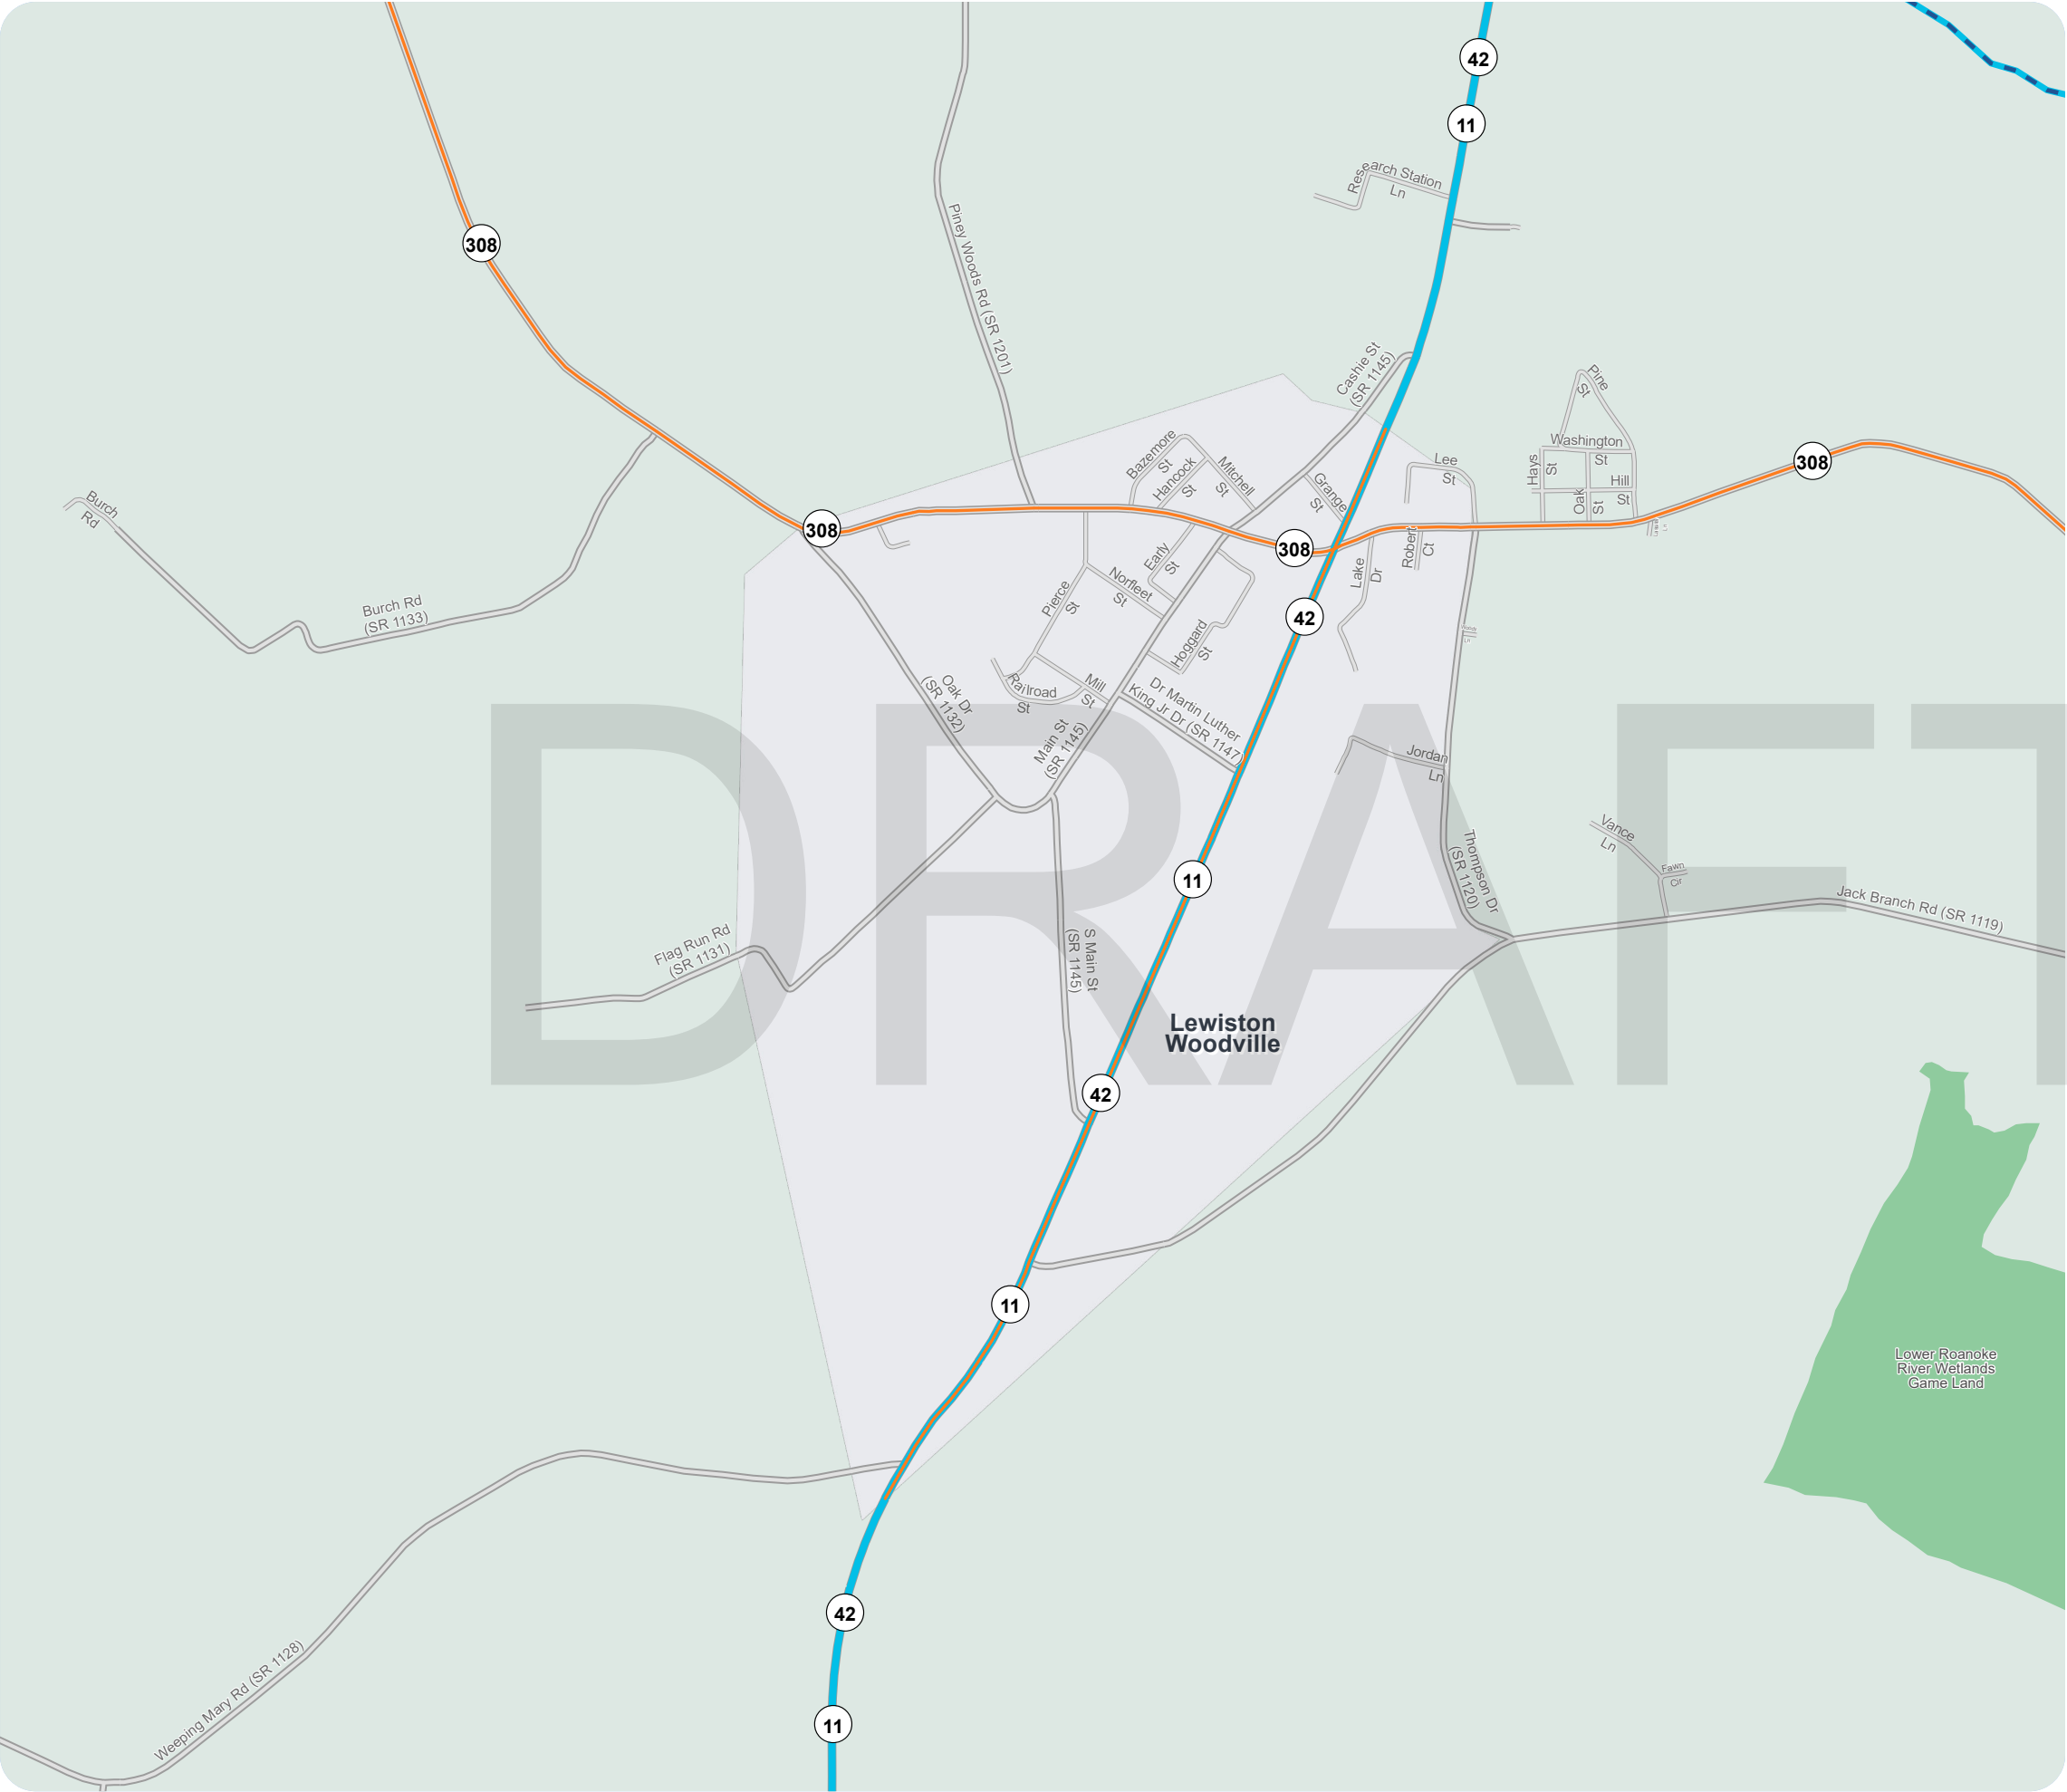 42
11
Research Station
Ln
308
Piney Woods Rd (SR 1201)
Cashie St
(SR 1145)
Pine
St
Washington
St
Hays
St
Hill
St
Oak
St
308
Lee
St
Bazemore
St
Hancock
St
Mitchell
St
Grange
St
Burch
Rd
308
308
Robert
Ct
Lake
Dr
Early
St
Norfleet
St
Pierce
St
Burch Rd
(SR 1133)
42
Hoggard
St
Oak Dr
(SR 1132)
Railroad
St
Mill
St
Dr Martin Luther
King Jr Dr (SR 1147)
Main St
(SR 1145)
Jordan
Ln
DRAFT
Vance
Ln
Fawn
Cir
Thompson Dr
(SR 1120)
11
Jack Branch Rd (SR 1119)
Flag Run Rd
(SR 1131)
S Main St
(SR 1145)
Lewiston
Woodville
42
11
Lower Roanoke
River Wetlands
Game Land
42
Weeping Mary Rd (SR 1128)
11